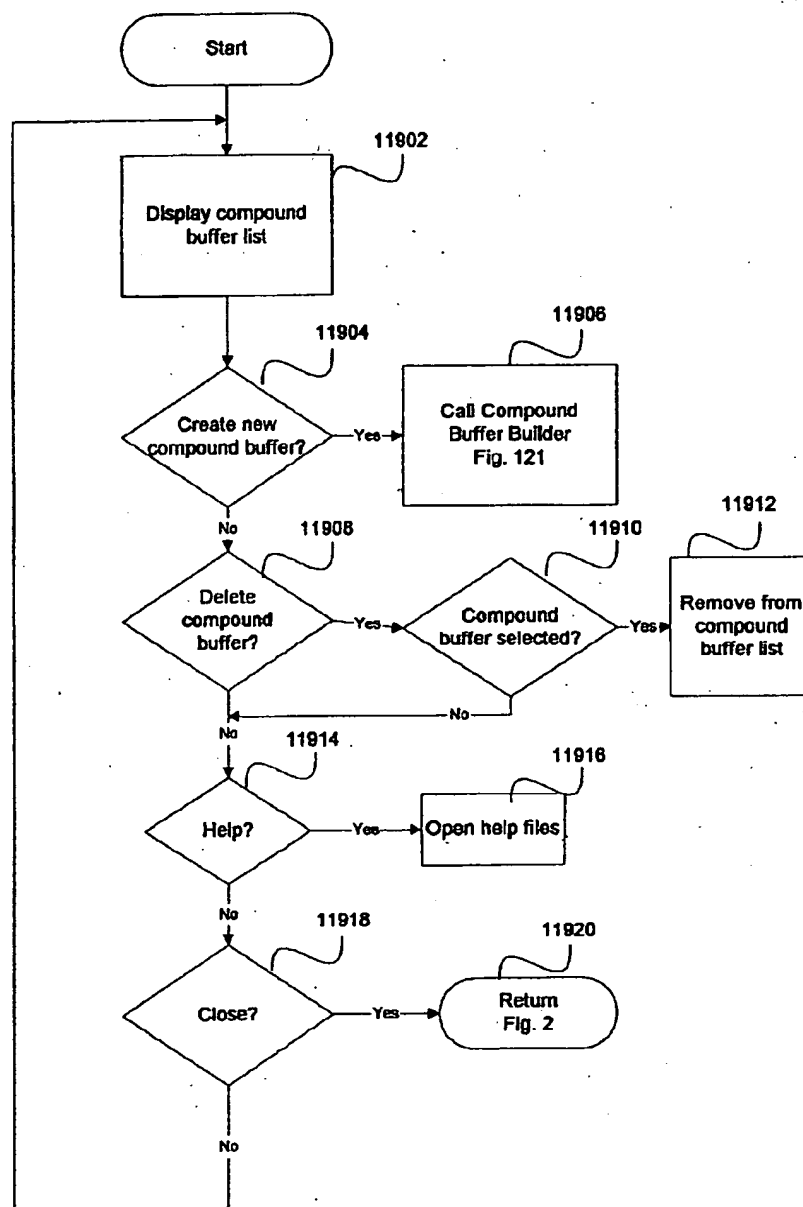 Start
11902
Display compound
buffer list
11904
11906
Create new
compound buffer?
Yes
Call Compound
Buffer Builder
Fig. 121
No
11908
11910
11912
Delete
compound
buffer?
Yes
Compound
buffer selected?
Yes
Remove from
compound
buffer list
No
No
11914
11916
Help?
Yes
Open help files
No
11918
11920
Close?
Yes
Return
Fig. 2
No